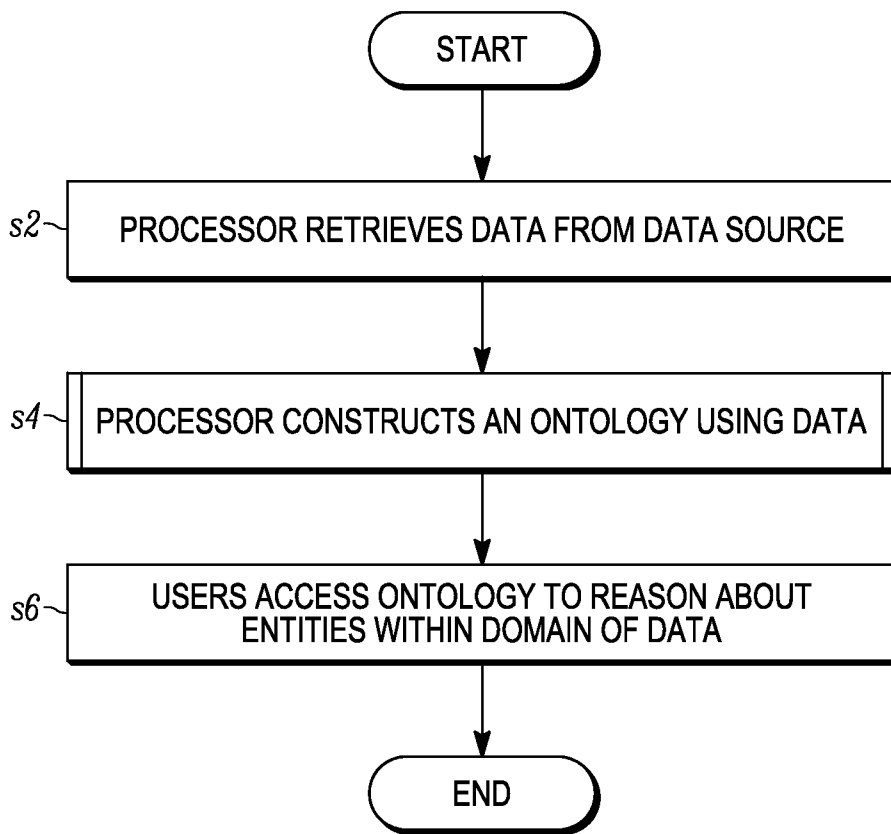 START
s2
PROCESSOR RETRIEVES DATA FROM DATA SOURCE
s4
PROCESSOR CONSTRUCTS AN ONTOLOGY USING DATA
s6
USERS ACCESS ONTOLOGY TO REASON ABOUT
ENTITIES WITHIN DOMAIN OF DATA
END